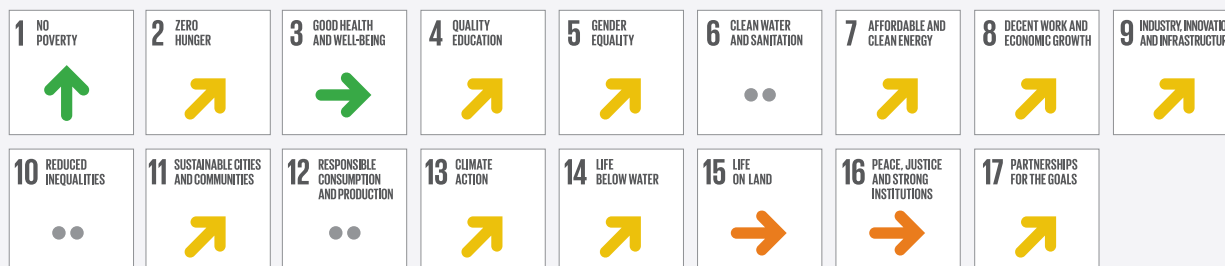 1 NO
POVERTY
2 ZERO
HUNGER
3 GOOD HEALTH
AND WELL-BEING
4 QUALITY
EDUCATION
5 GENDER
EQUALITY
6 CLEAN WATER
AND SANITATION
7 AFFORDABLE AND
CLEAN ENERGY
8 DECENT WORK AND
ECONOMIC GROWTH
9 INDUSTRY, INNOVATIO
AND INFRASTRUCTUR
10 REDUCED
INEQUALITIES
11 SUSTAINABLE CITIES
AND COMMUNITIES
12 RESPONSIBLE
CONSUMPTION
AND PRODUCTION
13 CLIMATE
ACTION
14 LIFE
BELOW WATER
15 LIFE
ON LAND
16 PEACE, JUSTICE
AND STRONG
INSTITUTIONS
17 PARTNERSHIPS
FOR THE GOALS